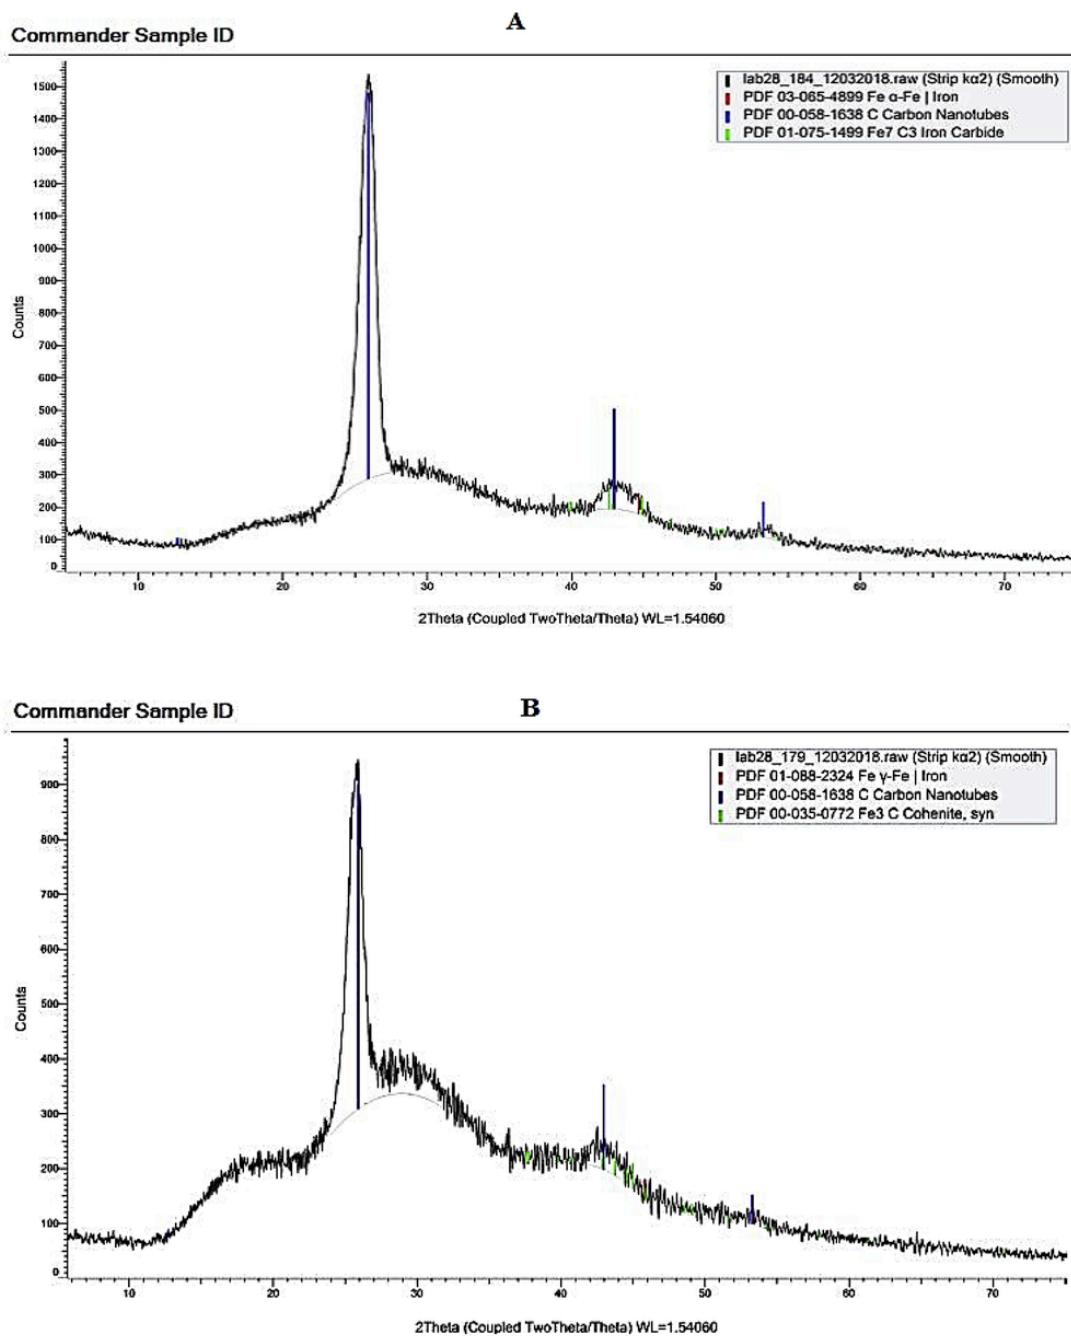 A
Commander Sample ID
lab28_184_12032018.raw (Strip kα2) (Smooth)
PDF 03-065-4899 Fe α-Fe | Iron
PDF 00-058-1638 C Carbon Nanotubes
PDF 01-075-1499 Fe7 C3 Iron Carbide
1500
1400
1300
1200
1100
1000
900
800
700
600
500
400
300
200
100
0
Counts
10 20 30 40 50 60 70
2Theta (Coupled TwoTheta/Theta) WL=1.54060
B
Commander Sample ID
lab28_179_12032018.raw (Strip kα2) (Smooth)
PDF 01-088-2324 Fe γ-Fe | Iron
PDF 00-058-1638 C Carbon Nanotubes
PDF 00-035-0772 Fe3 C Cohenite, syn
900
800
700
600
500
400
300
200
100
0
Counts
10 20 30 40 50 60 70
2Theta (Coupled TwoTheta/Theta) WL=1.54060